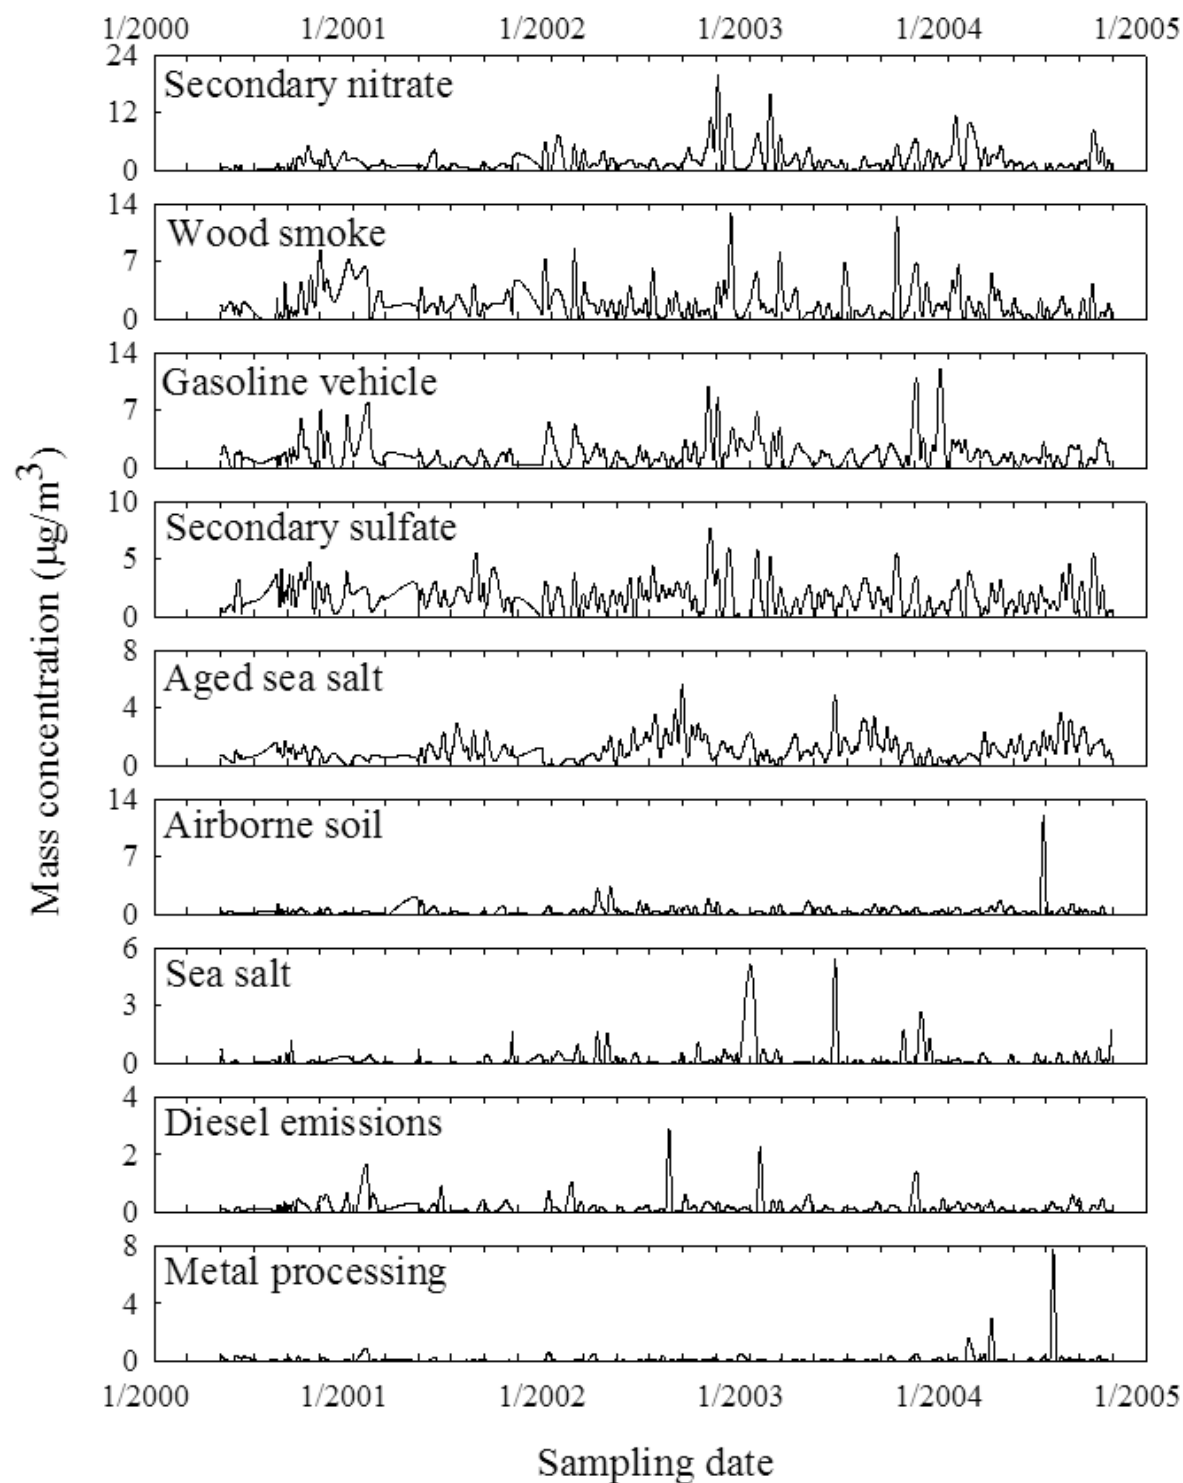 1/2000 1/2001 1/2002 1/2003 1/2004 1/2005
24
Secondary nitrate
12
0
14
Wood smoke
7
0
14
Gasoline vehicle
7
0
10
Secondary sulfate
5
0
8
Aged sea salt
4
0
14
Airborne soil
7
0
6
Sea salt
3
0
4
Diesel emissions
2
0
8
Metal processing
4
0
Mass concentration (μg/m³)
1/2000 1/2001 1/2002 1/2003 1/2004 1/2005
Sampling date